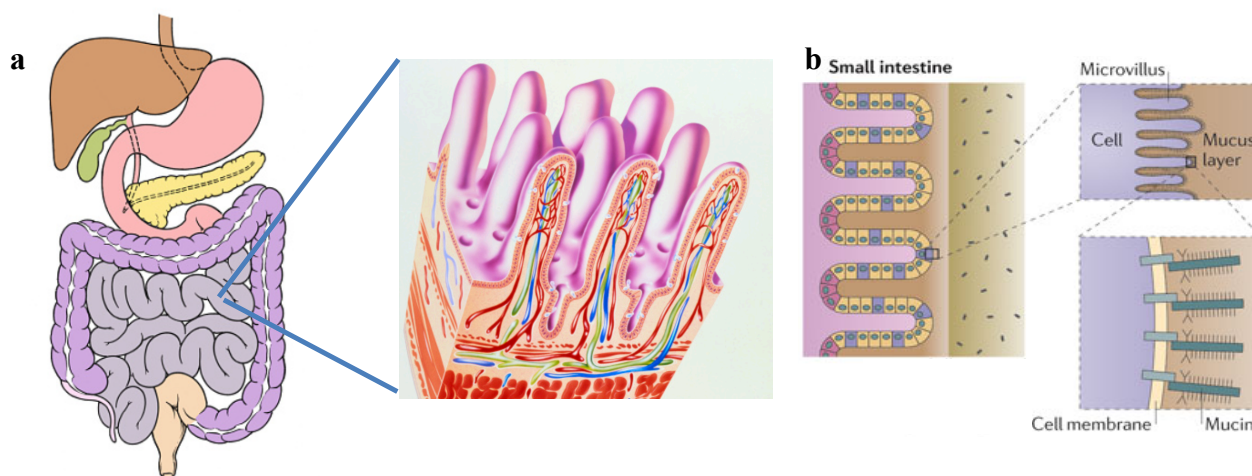 a
b
Small intestine
Microvillus
Cell
Mucus
layer
Cell membrane
Mucin